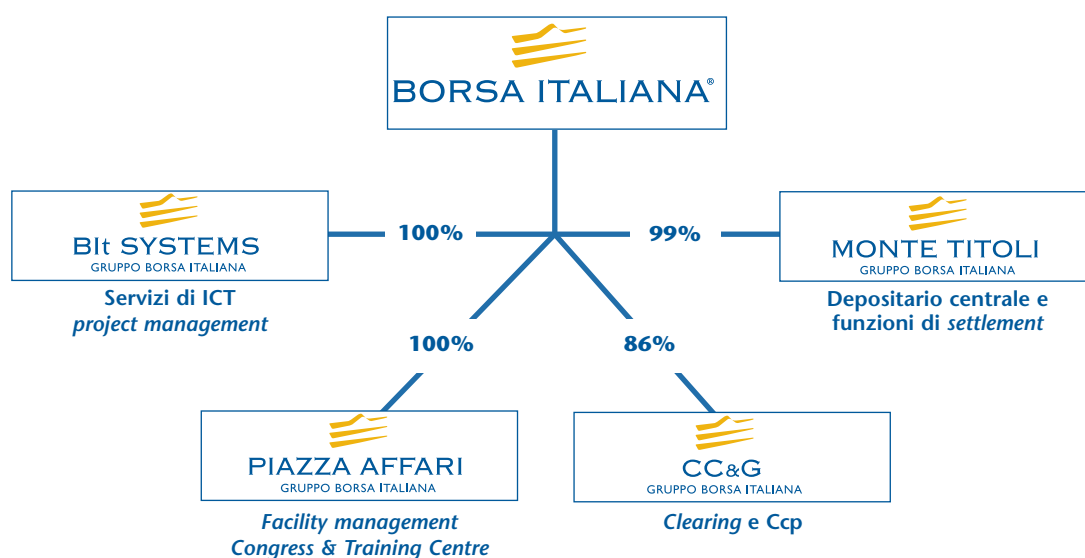 BORSA ITALIANA®
BIt SYSTEMS
GRUPPO BORSA ITALIANA
Servizi di ICT
project management
100%
99%
MONTE TITOLI
GRUPPO BORSA ITALIANA
Depositario centrale e
funzioni di settlement
100%
86%
PIAZZA AFFARI
GRUPPO BORSA ITALIANA
Facility management
Congress & Training Centre
CC&G
GRUPPO BORSA ITALIANA
Clearing e Ccp